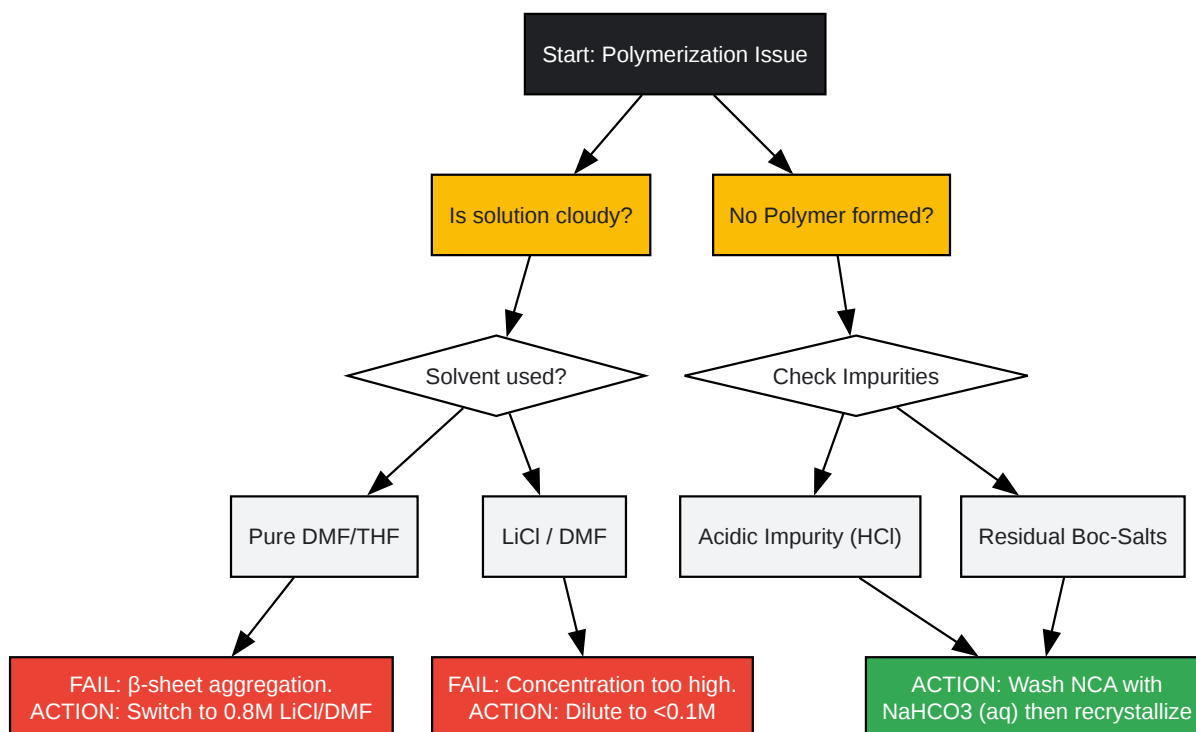 Start: Polymerization Issue
Is solution cloudy?
No Polymer formed?
Solvent used?
Check Impurities
Pure DMF/THF
LiCl / DMF
Acidic Impurity (HCl)
Residual Boc-Salts
FAIL: β-sheet aggregation.
ACTION: Switch to 0.8M LiCl/DMF
FAIL: Concentration too high.
ACTION: Dilute to <0.1M
ACTION: Wash NCA with
NaHCO3 (aq) then recrystallize